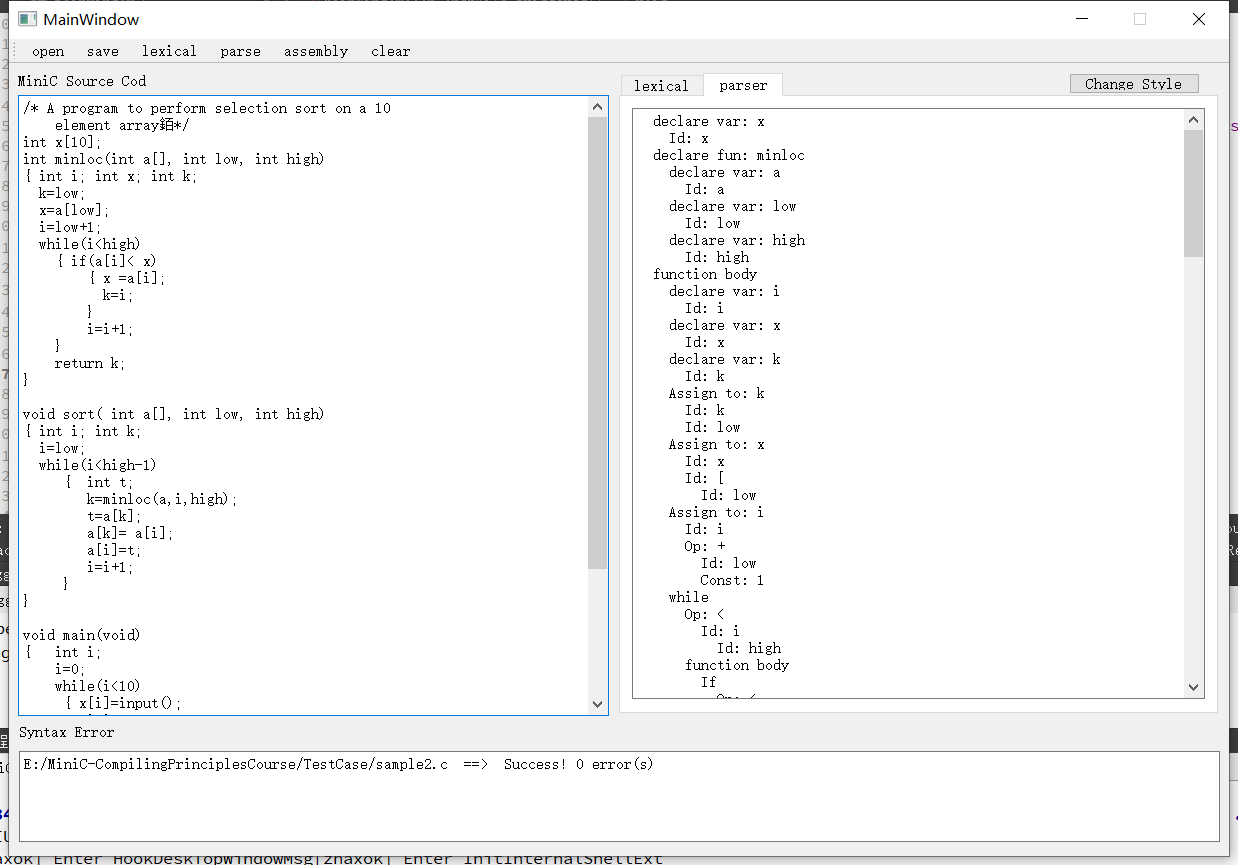 MainWindow
open save lexical parse assembly clear
MiniC Source Cod
/* A program to perform selection sort on a 10
element array銆*/
int x[10];
int minloc(int a[], int low, int high)
{ int i; int x; int k;
k=low;
x=a[low];
i=low+1;
while(i<high)
{ if(a[i]< x)
{ x =a[i];
k=i;
}
i=i+1;
}
return k;
}
void sort( int a[], int low, int high)
{ int i; int k;
i=low;
while(i<high-1)
{ int t;
k=minloc(a,i,high);
t=a[k];
a[k]= a[i];
a[i]=t;
i=i+1;
}
}
void main(void)
{ int i;
i=0;
while(i<10)
{ x[i]=input();
lexical parser
Change Style
declare var: x
Id: x
declare fun: minloc
declare var: a
Id: a
declare var: low
Id: low
declare var: high
Id: high
function body
declare var: i
Id: i
declare var: x
Id: x
declare var: k
Id: k
Assign to: k
Id: k
Id: low
Assign to: x
Id: x
Id: [
Id: low
Assign to: i
Id: i
Op: +
Id: low
Const: 1
while
Op: <
Id: i
Id: high
function body
If
Op: <
Syntax Error
E:/MiniC-CompilingPrinciplesCourse/TestCase/sample2.c ==> Success! 0 error(s)
Enter HookDeskTopWindowMsg|zhaxok| Enter InitInternalShellExt